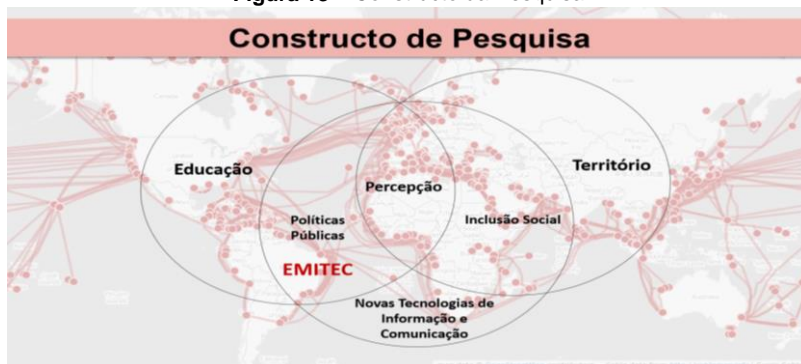 Constructo de Pesquisa
Educação
Território
Percepção
Políticas
Públicas
Inclusão Social
EMITEC
Novas Tecnologias de
Informação e
Comunicação